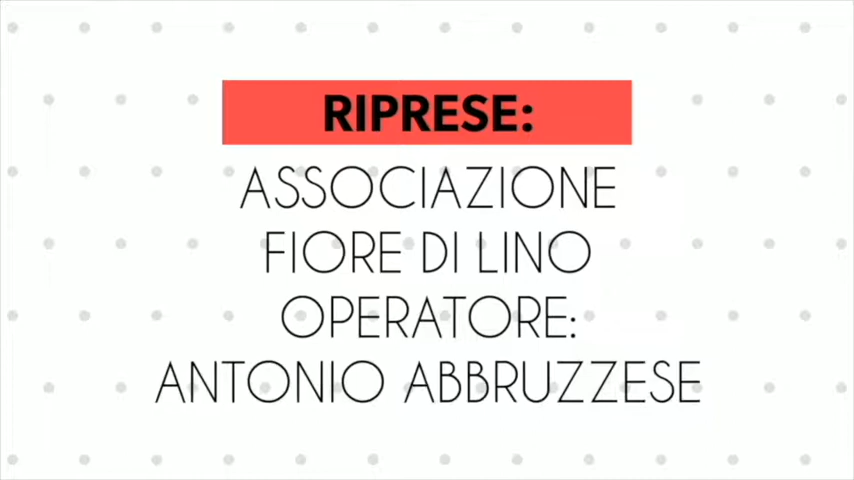 RIPRESE:
ASSOCIAZIONE
FIORE DI LINO
OPERATORE:
ANTONIO ABBRUZZESE